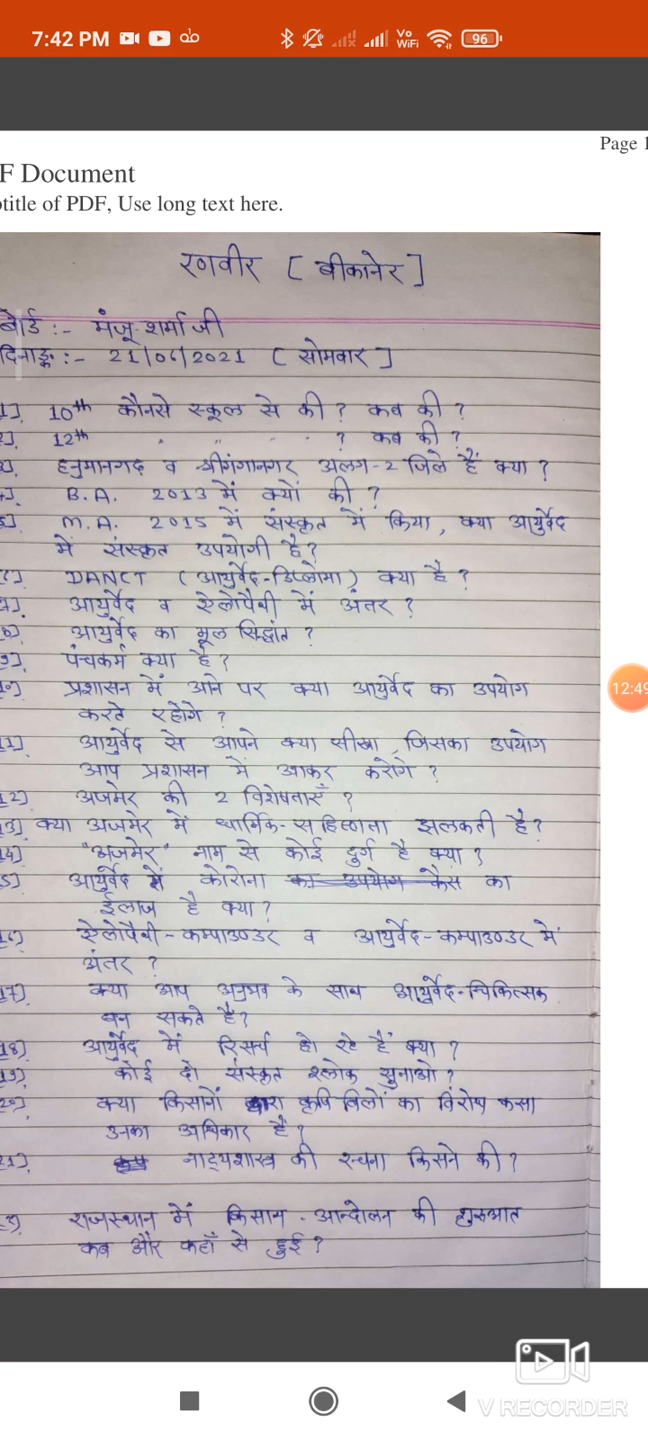 7:42 PM
Vo WiFi
96
Page 1
F Document
title of PDF, Use long text here.
रणवीर [ बीकानेर ]
बोर्ड :- मंजू शर्मा जी
दिनाङ्क :- 21/06/2021 ( सोमवार ]
1]. 10th कौनसे स्कूल से की ? कब की ?
2]. 12th " " " " ? कब की ?
3]. हनुमानगढ व श्रीगंगानगर अलग-2 जिले हैं क्या ?
4]. B.A. 2013 में क्यों की ?
5]. M.A. 2015 में संस्कृत में किया, क्या आयुर्वेद
में संस्कृत उपयोगी है?
DANCT (आयुर्वेद-डिप्लोमा) क्या है ?
7]. आयुर्वेद व ऐलोपैथी में अंतर ?
आयुर्वेद का मूल सिद्धांत ?
9]. पंचकर्म क्या है ?
10]. प्रशासन में आने पर क्या आयुर्वेद का उपयोग
करते रहोगे ?
11]. आयुर्वेद से आपने क्या सीखा, जिसका उपयोग
आप प्रशासन में आकर करोगे ?
12]. अजमेर की 2 विशेषताएँ ?
13] क्या अजमेर में धार्मिक-सहिष्णुता झलकती है?
14] "अजमेर" नाम से कोई दुर्ग है क्या ?
15] आयुर्वेद में कोरोना का उपयोग कैस का
ईलाज है क्या ?
16]. ऐलोपैथी-कम्पाउण्डर व आयुर्वेद-कम्पाउण्डर में
अंतर ?
17]. क्या आप अनुभव के साथ आयुर्वेद-चिकित्सक
बन सकते है?
18] आयुर्वेद में रिसर्च हो रहे हैं क्या ?
19]. कोई दो संस्कृत श्लोक सुनाओ ?
20]. क्या किसानों द्वारा कृषि बिलों का विरोध करना
उनका अधिकार है ?
21]. नाट्यशास्त्र की रचना किसने की ?
राजस्थान में किसान - आन्दोलन की शुरुआत
कब और कहाँ से हुई ?
12:49
V RECORDER